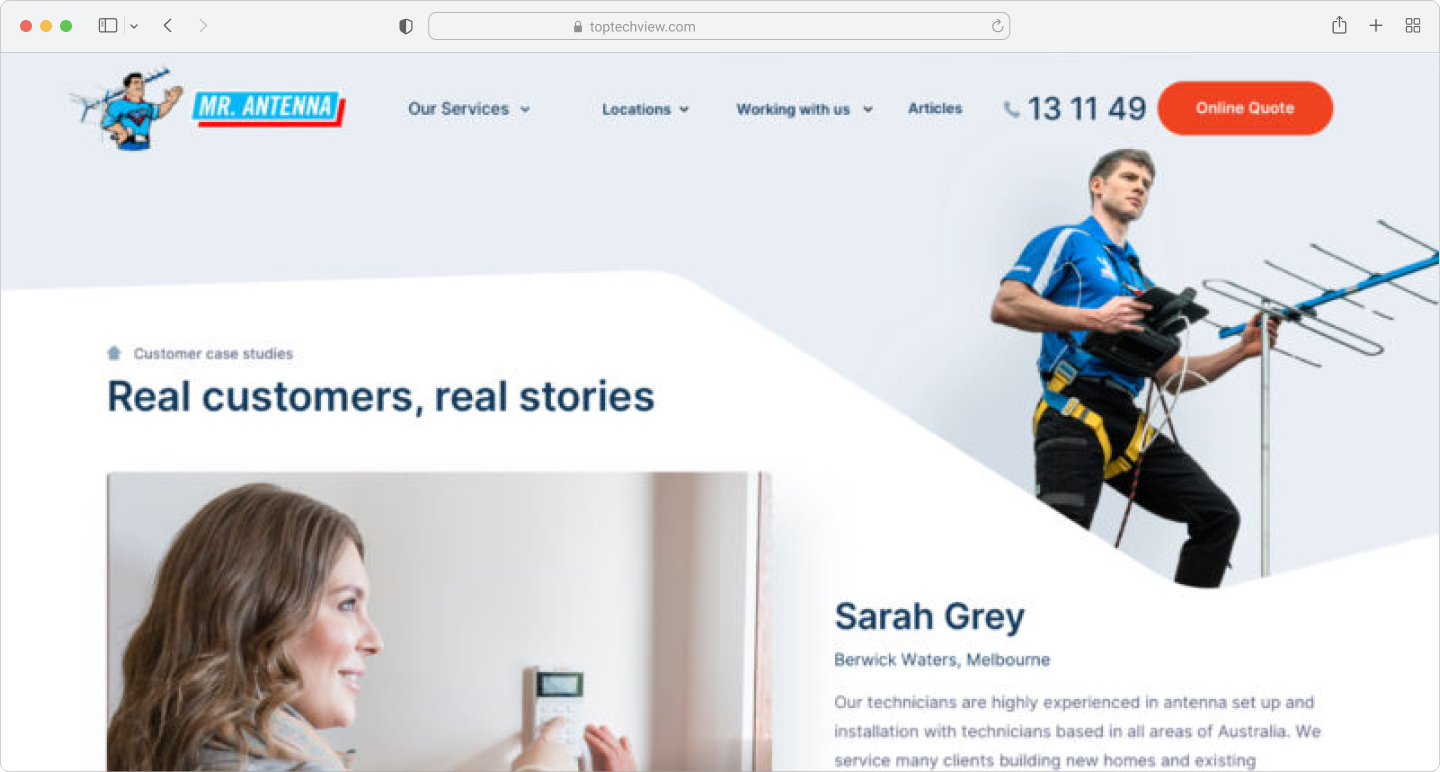 toptechview.com
MR. ANTENNA
Our Services
Locations
Working with us
Articles
13 11 49
Online Quote
Customer case studies
Real customers, real stories
Sarah Grey
Berwick Waters, Melbourne
Our technicians are highly experienced in antenna set up and
installation with technicians based in all areas of Australia. We
service many clients building new homes and existing